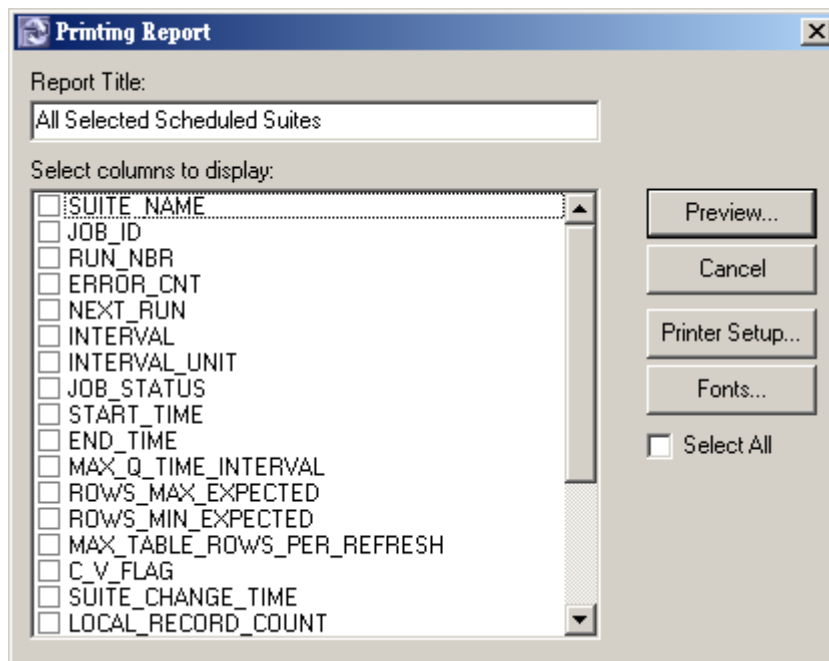 Printing Report
Report Title:
All Selected Scheduled Suites
Select columns to display:
SUITE_NAME
JOB_ID
RUN_NBR
ERROR_CNT
NEXT_RUN
INTERVAL
INTERVAL_UNIT
JOB_STATUS
START_TIME
END_TIME
MAX_Q_TIME_INTERVAL
ROWS_MAX_EXPECTED
ROWS_MIN_EXPECTED
MAX_TABLE_ROWS_PER_REFRESH
C_V_FLAG
SUITE_CHANGE_TIME
LOCAL_RECORD_COUNT
Preview...
Cancel
Printer Setup...
Fonts...
Select All